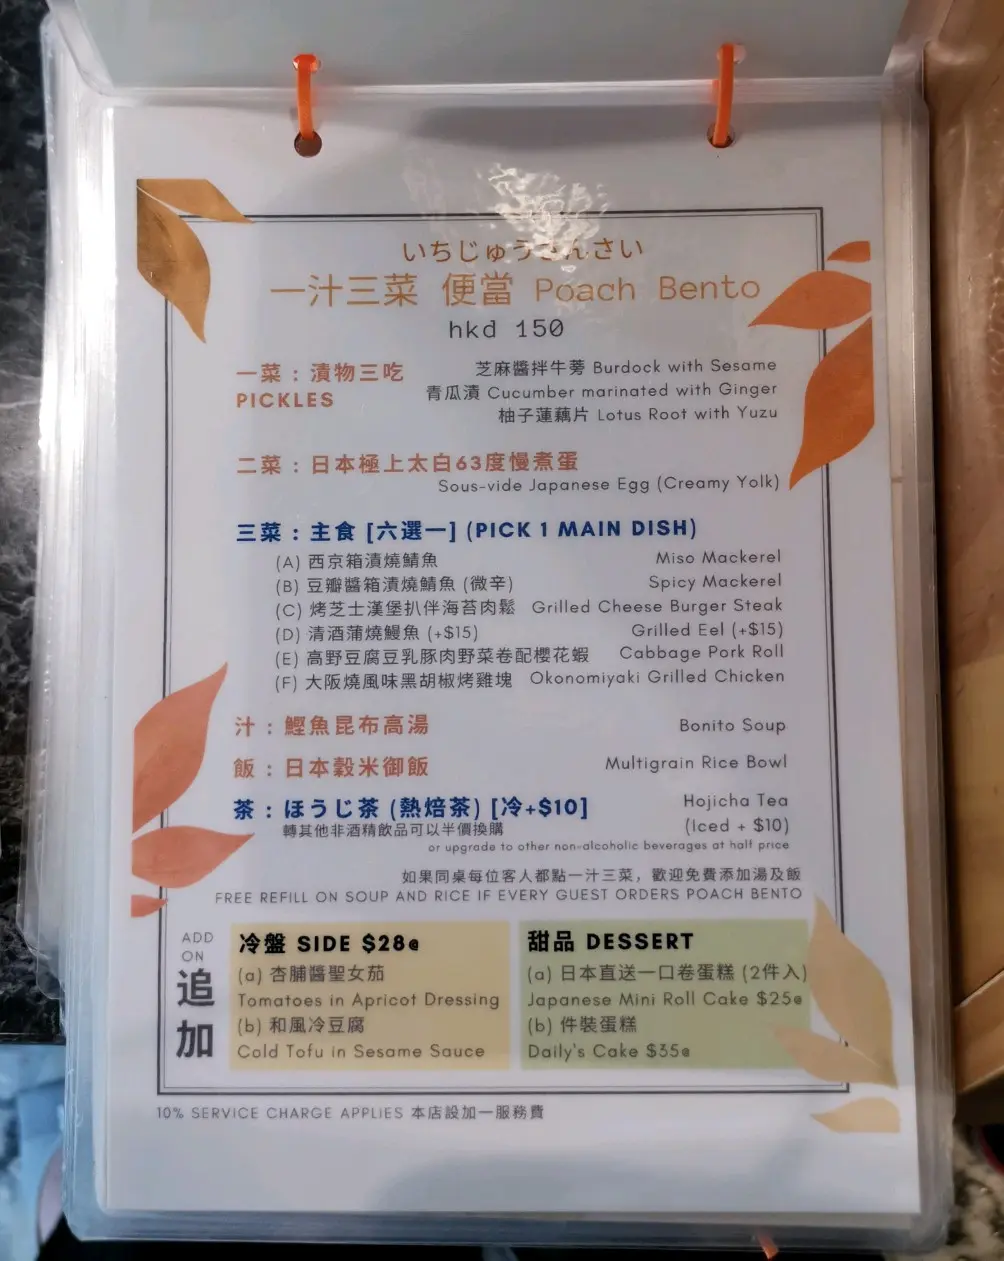 いちじゅうさんさい
一汁三菜 便當 Poach Bento
hkd 150
一菜 : 漬物三吃
PICKLES
芝麻醬拌牛蒡 Burdock with Sesame
青瓜漬 Cucumber marinated with Ginger
柚子蓮藕片 Lotus Root with Yuzu
二菜 : 日本極上太白63度慢煮蛋
Sous-vide Japanese Egg (Creamy Yolk)
三菜 : 主食 [六選一] (PICK 1 MAIN DISH)
(A) 西京箱漬燒鯖魚 Miso Mackerel
(B) 豆瓣醬箱漬燒鯖魚 (微辛) Spicy Mackerel
(C) 烤芝士漢堡扒伴海苔肉鬆 Grilled Cheese Burger Steak
(D) 清酒蒲燒鰻魚 (+$15) Grilled Eel (+$15)
(E) 高野豆腐豆乳豚肉野菜卷配櫻花蝦 Cabbage Pork Roll
(F) 大阪燒風味黑胡椒烤雞塊 Okonomiyaki Grilled Chicken
汁 : 鰹魚昆布高湯 Bonito Soup
飯 : 日本穀米御飯 Multigrain Rice Bowl
茶 : ほうじ茶 (熱焙茶) [冷+$10] Hojicha Tea
(Iced + $10)
轉其他非酒精飲品可以半價換購
or upgrade to other non-alcoholic beverages at half price
如果同桌每位客人都點一汁三菜，歡迎免費添加湯及飯
FREE REFILL ON SOUP AND RICE IF EVERY GUEST ORDERS POACH BENTO
ADD
ON
追
加
冷盤 SIDE $28@
(a) 杏脯醬聖女茄
Tomatoes in Apricot Dressing
(b) 和風冷豆腐
Cold Tofu in Sesame Sauce
甜品 DESSERT
(a) 日本直送一口卷蛋糕 (2件入)
Japanese Mini Roll Cake $25@
(b) 件裝蛋糕
Daily's Cake $35@
10% SERVICE CHARGE APPLIES 本店設加一服務費